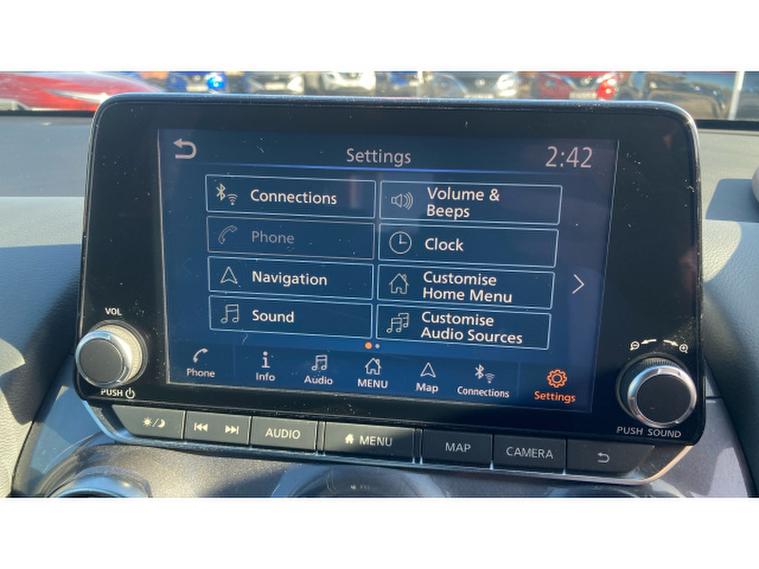 Settings
2:42
Connections
Volume &
Beeps
Phone
Clock
Navigation
Customise
Home Menu
Sound
Customise
Audio Sources
Phone
Info
Audio
MENU
Map
Connections
Settings
VOL
PUSH
PUSH SOUND
AUDIO
MENU
MAP
CAMERA